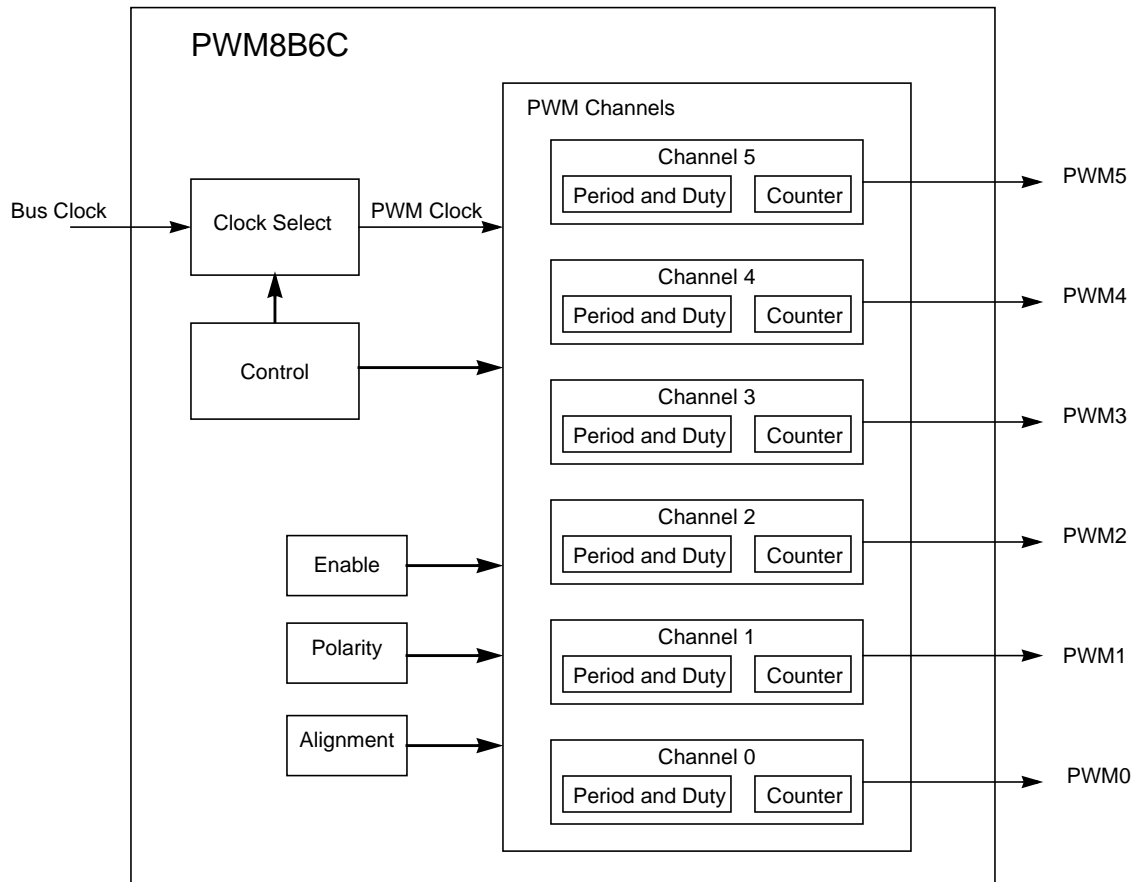 PWM8B6C
PWM Channels
Channel 5
Period and Duty
Counter
PWM5
Bus Clock
Clock Select
PWM Clock
Channel 4
Period and Duty
Counter
PWM4
Control
Channel 3
Period and Duty
Counter
PWM3
Channel 2
Period and Duty
Counter
PWM2
Enable
Channel 1
Period and Duty
Counter
PWM1
Polarity
Alignment
Channel 0
Period and Duty
Counter
PWM0